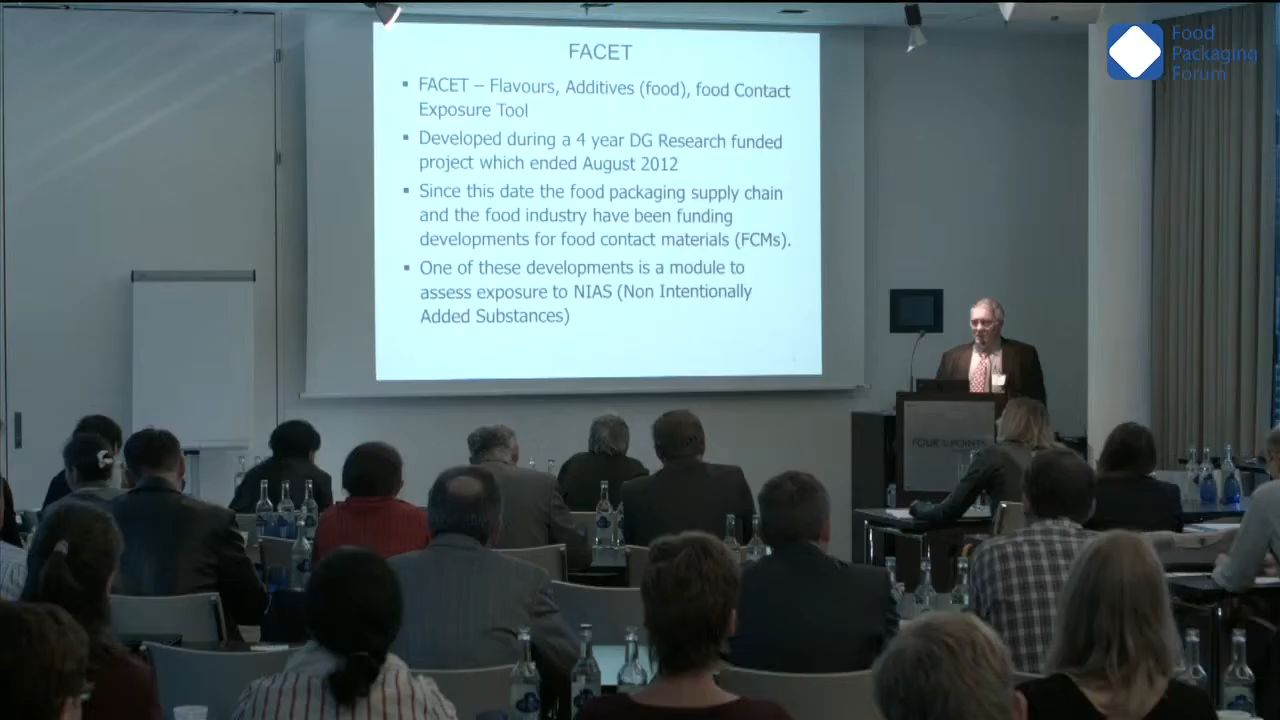 FACET
▪ FACET – Flavours, Additives (food), food Contact
Exposure Tool
▪ Developed during a 4 year DG Research funded
project which ended August 2012
▪ Since this date the food packaging supply chain
and the food industry have been funding
developments for food contact materials (FCMs).
▪ One of these developments is a module to
assess exposure to NIAS (Non Intentionally
Added Substances)
Food
Packaging
Forum
FOUR POINTS